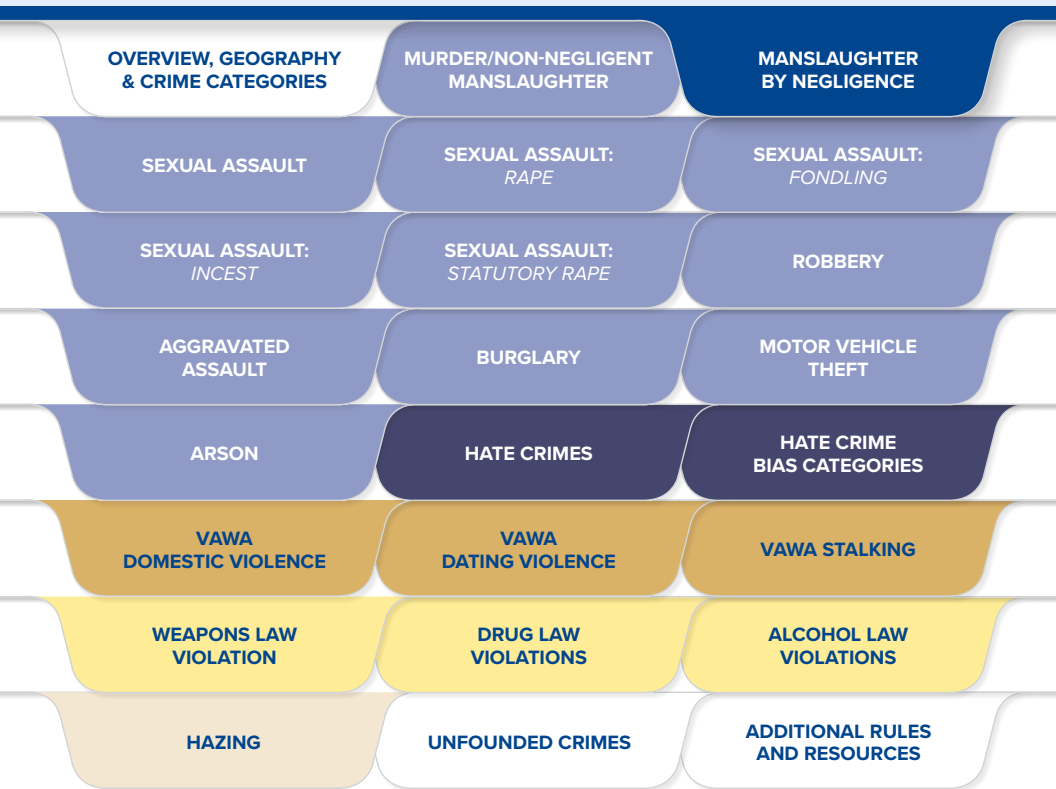 OVERVIEW, GEOGRAPHY
& CRIME CATEGORIES
MURDER/NON-NEGLIGENT
MANSLAUGHTER
MANSLAUGHTER
BY NEGLIGENCE
SEXUAL ASSAULT
SEXUAL ASSAULT:
RAPE
SEXUAL ASSAULT:
FONDLING
SEXUAL ASSAULT:
INCEST
SEXUAL ASSAULT:
STATUTORY RAPE
ROBBERY
AGGRAVATED
ASSAULT
BURGLARY
MOTOR VEHICLE
THEFT
ARSON
HATE CRIMES
HATE CRIME
BIAS CATEGORIES
VAWA
DOMESTIC VIOLENCE
VAWA
DATING VIOLENCE
VAWA STALKING
WEAPONS LAW
VIOLATION
DRUG LAW
VIOLATIONS
ALCOHOL LAW
VIOLATIONS
HAZING
UNFOUNDED CRIMES
ADDITIONAL RULES
AND RESOURCES